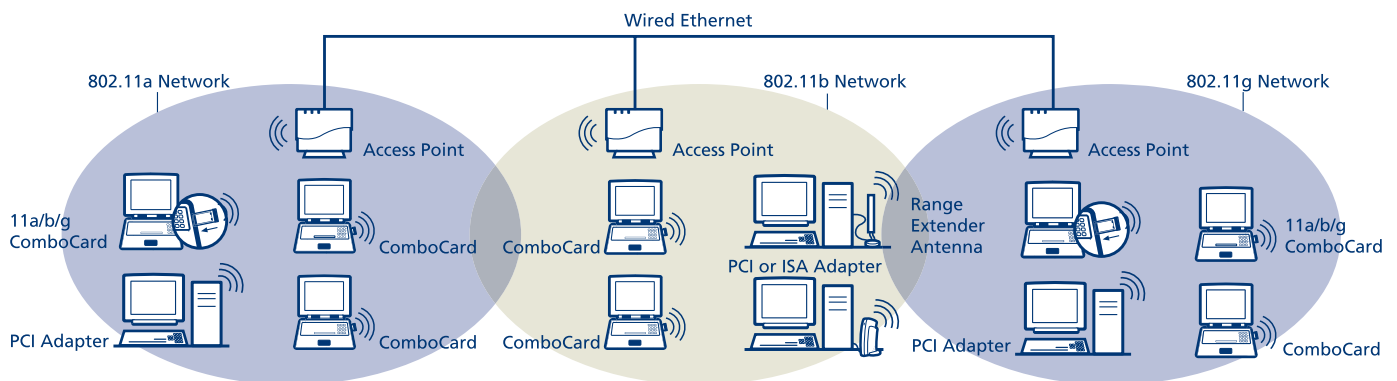 Wired Ethernet
802.11a Network
802.11b Network
802.11g Network
Access Point
Access Point
Access Point
11a/b/g
ComboCard
ComboCard
ComboCard
Range
Extender
Antenna
11a/b/g
ComboCard
PCI or ISA Adapter
PCI Adapter
ComboCard
ComboCard
PCI Adapter
ComboCard